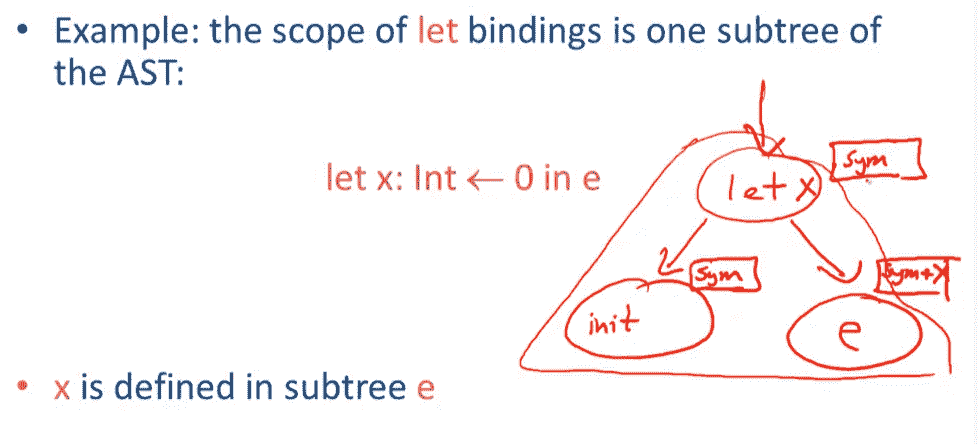 • Example: the scope of let bindings is one subtree of
the AST:
let x: Int ← 0 in e
sym
let x
sym
sym+x
init
e
• x is defined in subtree e